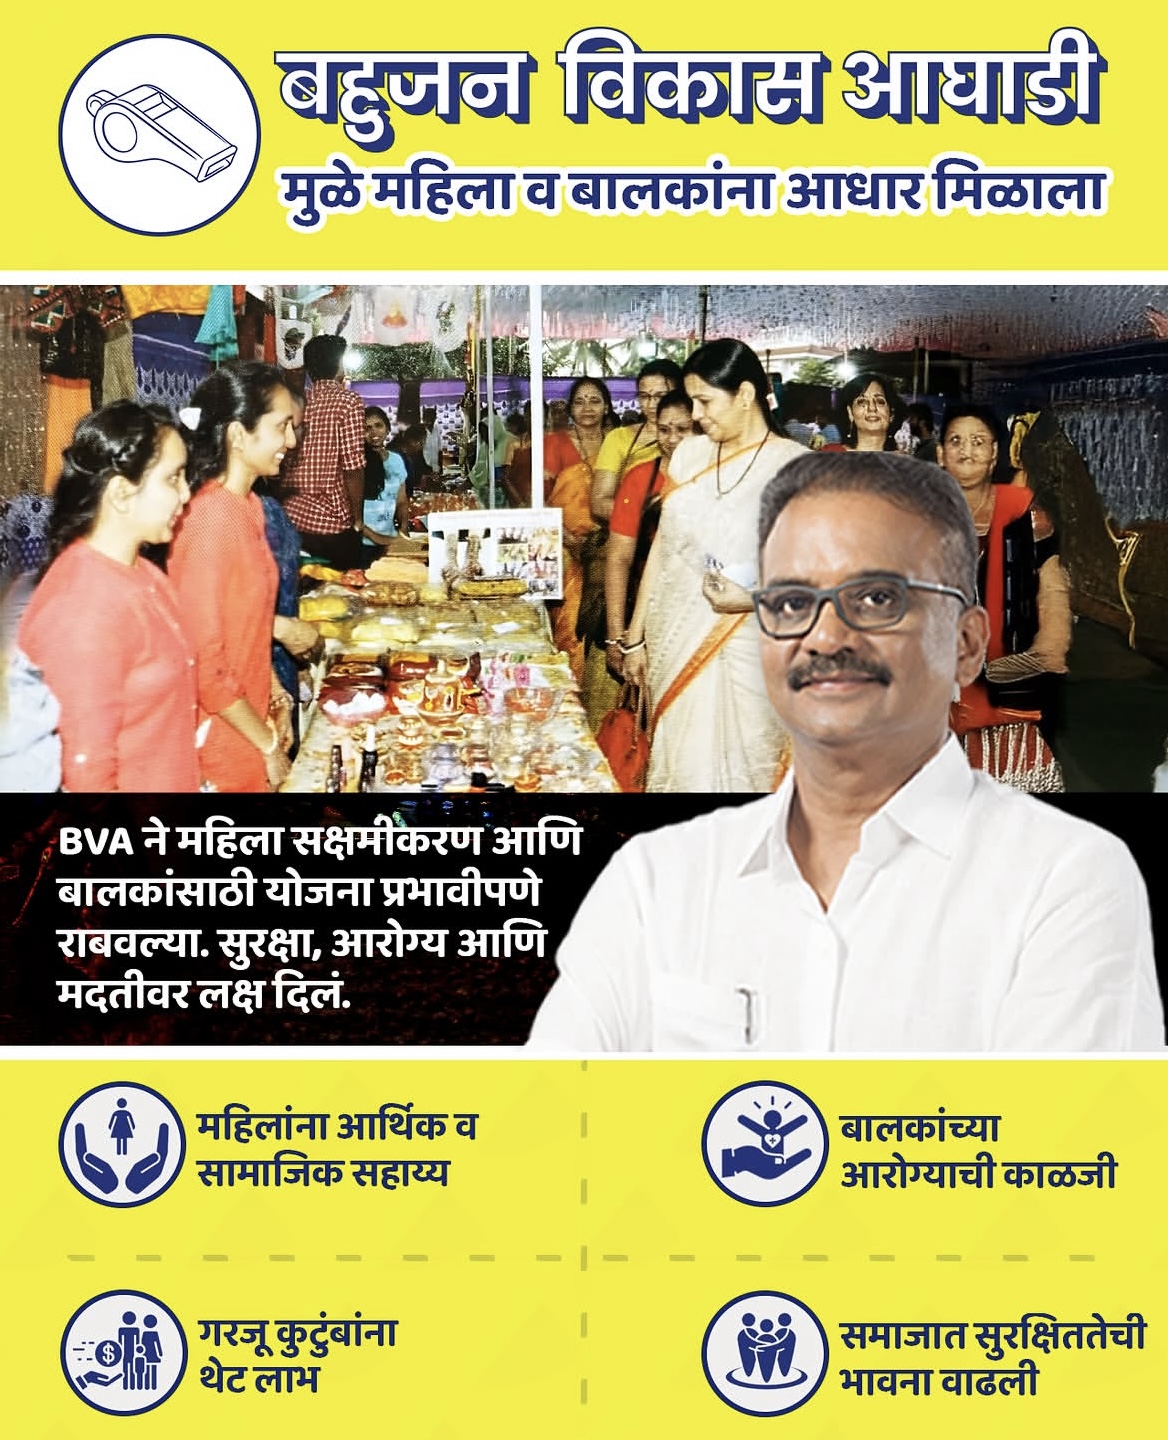 बहुजन विकास आघाडी
मुळे महिला व बालकांना आधार मिळाला
BVA ने महिला सक्षमीकरण आणि
बालकांसाठी योजना प्रभावीपणे
राबवल्या. सुरक्षा, आरोग्य आणि
मदतीवर लक्ष दिलं.
महिलांना आर्थिक व
सामाजिक सहाय्य
बालकांच्या
आरोग्याची काळजी
गरजू कुटुंबांना
थेट लाभ
समाजात सुरक्षिततेची
भावना वाढली